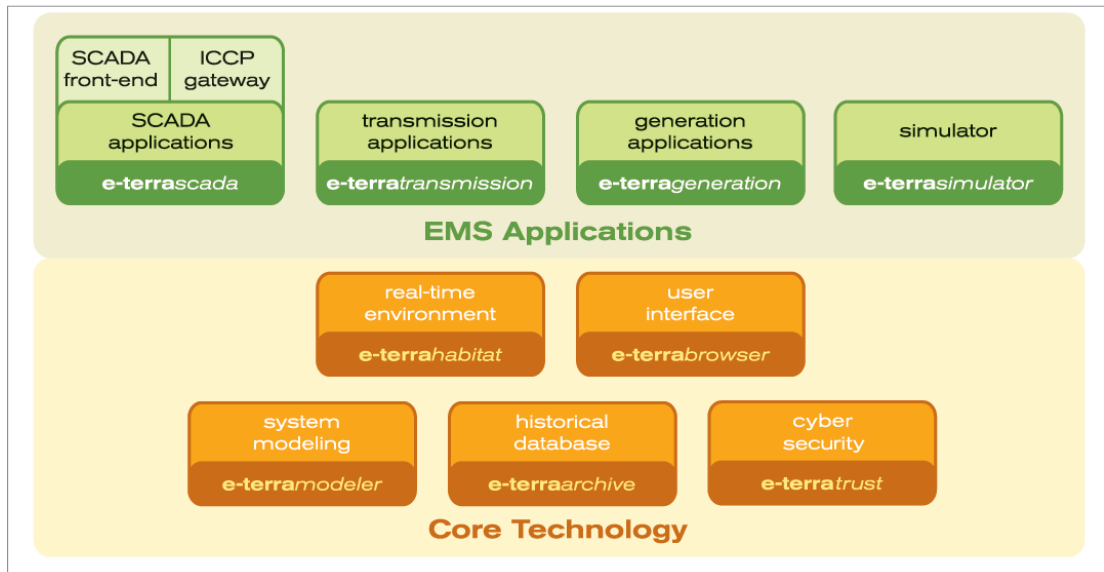 SCADA
front-end
ICCP
gateway
SCADA
applications
e-terrascada
transmission
applications
e-terratransmission
generation
applications
e-terrageneration
simulator
e-terrasimulator
EMS Applications
real-time
environment
e-terrahabitat
user
interface
e-terrabrowser
system
modeling
e-terramodeler
historical
database
e-terraarchive
cyber
security
e-terratrust
Core Technology